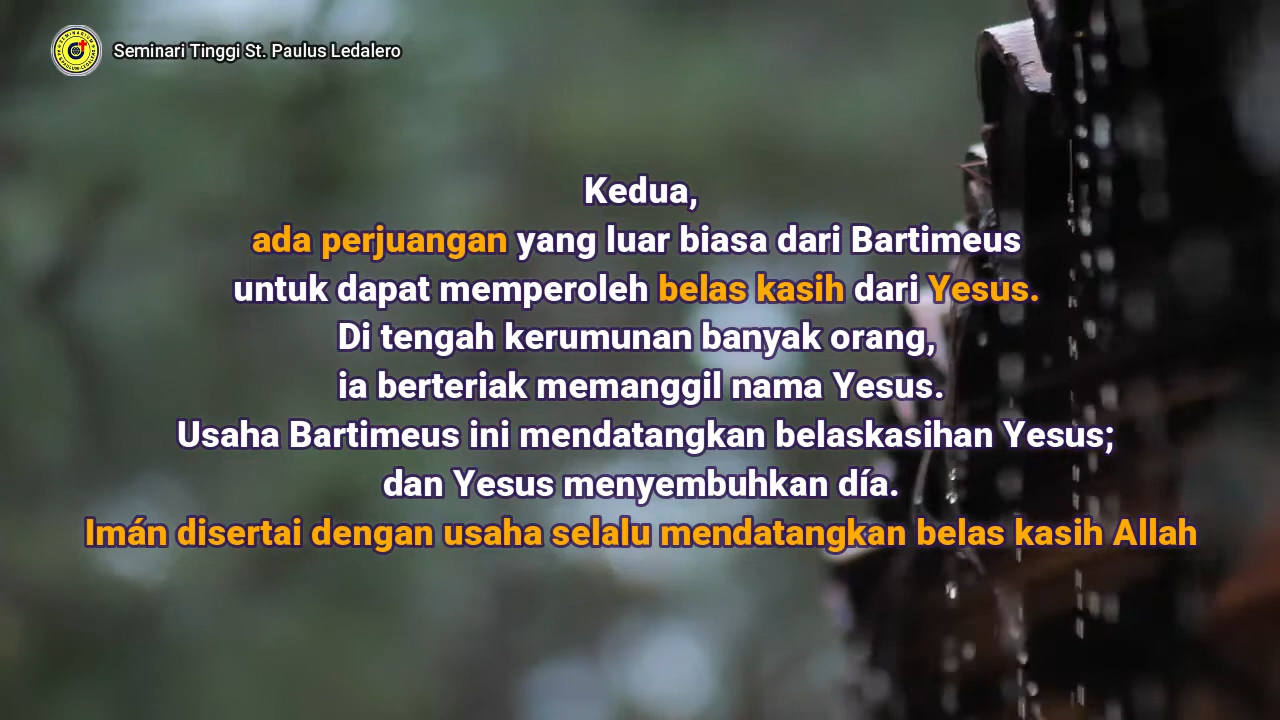 Seminari Tinggi St. Paulus Ledalero
Kedua,
ada perjuangan yang luar biasa dari Bartimeus
untuk dapat memperoleh belas kasih dari Yesus.
Di tengah kerumunan banyak orang,
ia berteriak memanggil nama Yesus.
Usaha Bartimeus ini mendatangkan belaskasihan Yesus;
dan Yesus menyembuhkan día.
Imán disertai dengan usaha selalu mendatangkan belas kasih Allah